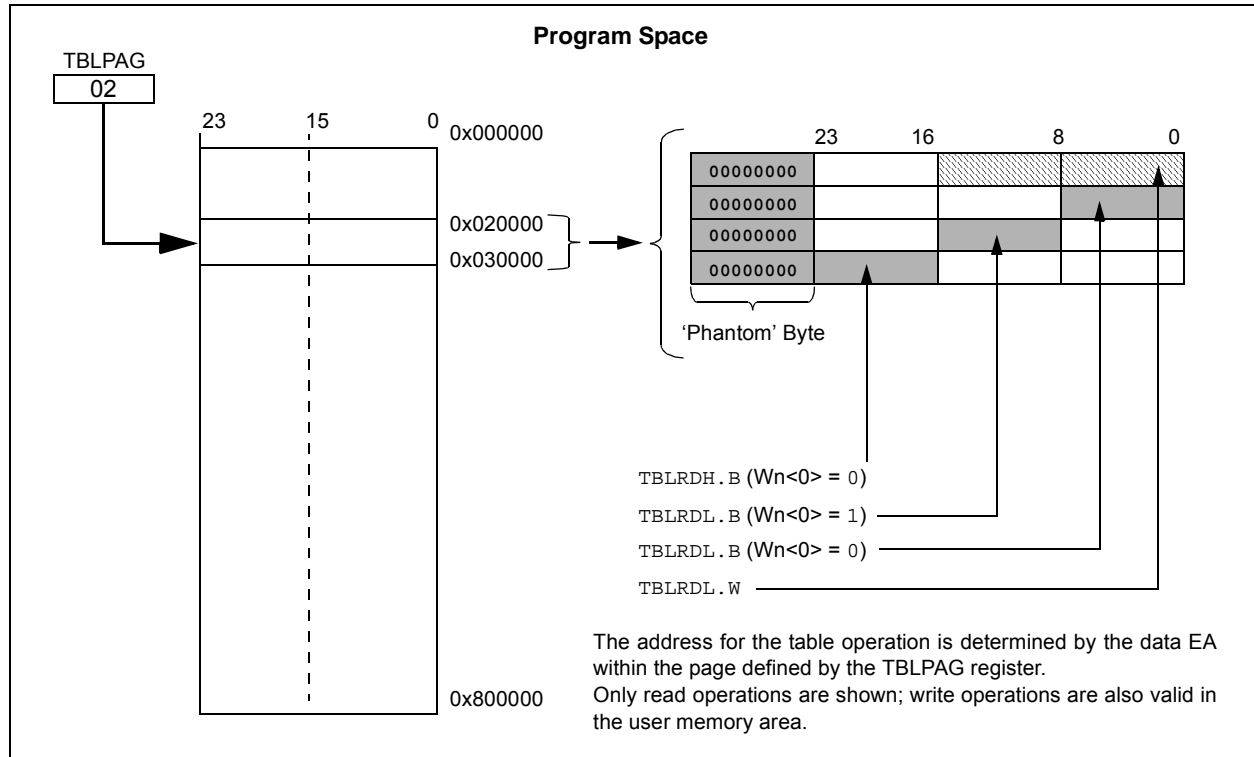 Program Space
TBLPAG
02
23 15 0
0x000000
0x020000
0x030000
0x800000
23 16 8 0
00000000
00000000
00000000
00000000
‘Phantom’ Byte
TBLRDH.B (Wn<0> = 0)
TBLRDL.B (Wn<0> = 1)
TBLRDL.B (Wn<0> = 0)
TBLRDL.W
The address for the table operation is determined by the data EA
within the page defined by the TBLPAG register.
Only read operations are shown; write operations are also valid in
the user memory area.